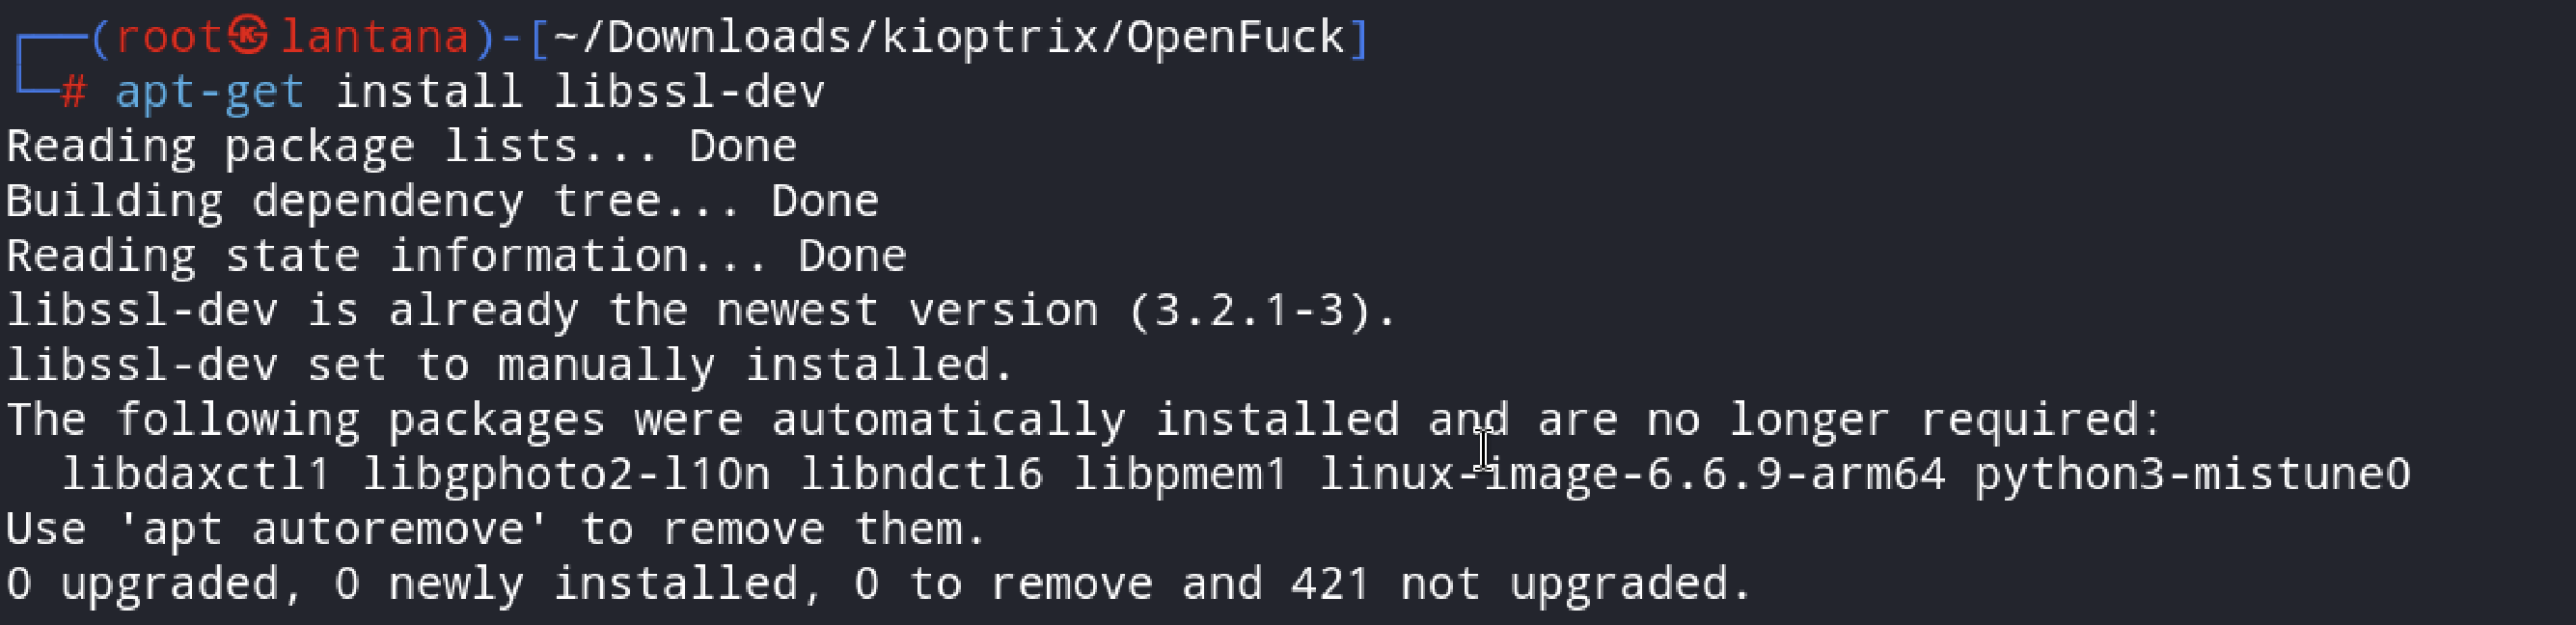 ┌──(root㉿lantana)-[~/Downloads/kioptrix/OpenFuck]
└─# apt-get install libssl-dev
Reading package lists... Done
Building dependency tree... Done
Reading state information... Done
libssl-dev is already the newest version (3.2.1-3).
libssl-dev set to manually installed.
The following packages were automatically installed and are no longer required:
  libdaxctl1 libgphoto2-l10n libndctl6 libpmem1 linux-image-6.6.9-arm64 python3-mistune0
Use 'apt autoremove' to remove them.
0 upgraded, 0 newly installed, 0 to remove and 421 not upgraded.